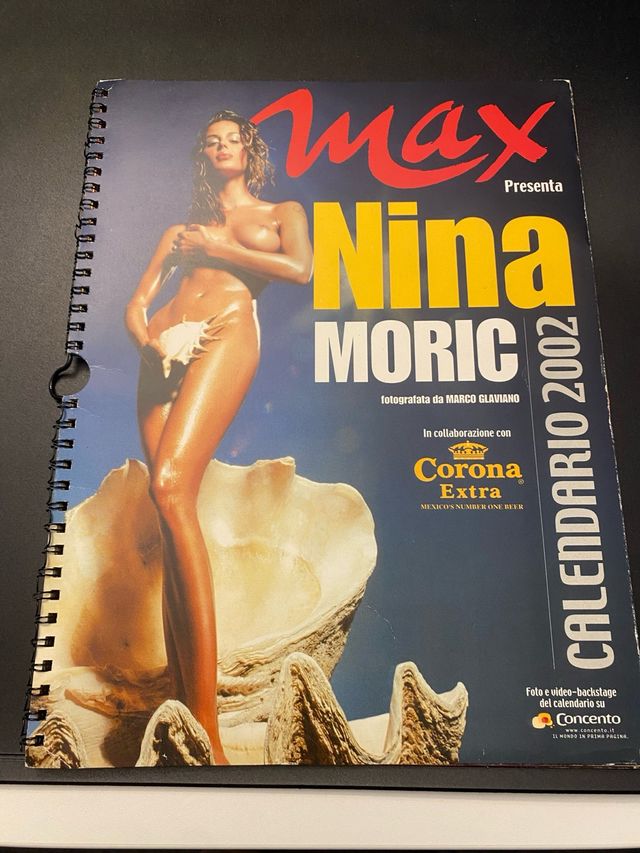 max
Presenta
Nina
MORIC
fotografata da MARCO GLAVIANO
CALENDARIO 2002
In collaborazione con
Corona®
Extra
MEXICO'S NUMBER ONE BEER
Foto e video-backstage
del calendario su
Concento
www.concento.it
IL MONDO IN PRIMA PAGINA.